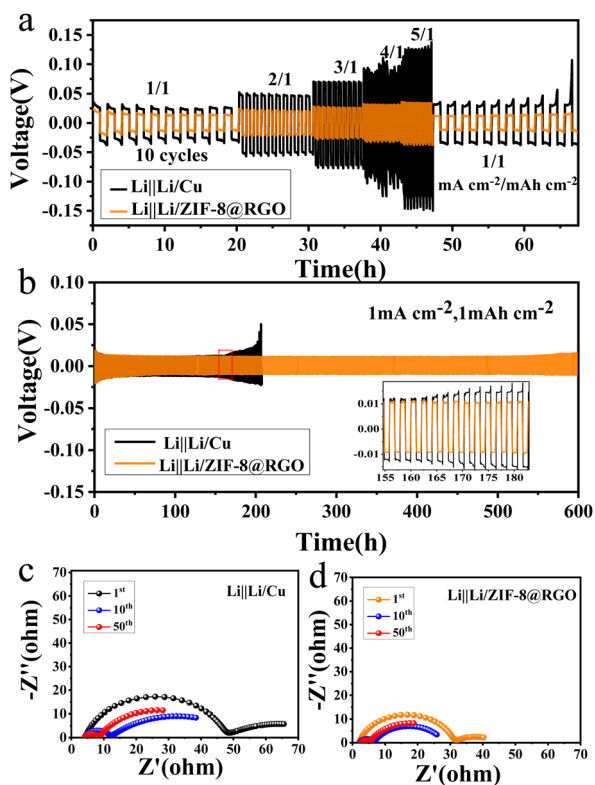 a
0.15
0.10
0.05
0.00
-0.05
-0.10
-0.15
Voltage(V)
1/1
2/1
3/1
4/1
5/1
10 cycles
1/1
mA cm-2/mAh cm-2
Li||Li/Cu
Li||Li/ZIF-8@RGO
0 10 20 30 40 50 60
Time(h)
b
0.10
0.05
0.00
-0.05
-0.10
-0.15
Voltage(V)
1mA cm-2,1mAh cm-2
Li||Li/Cu
Li||Li/ZIF-8@RGO
0.01
0.00
-0.01
155 160 165 170 175 180
0 100 200 300 400 500 600
Time(h)
c
70
60
50
40
30
20
10
0
-Z''(ohm)
1st
10th
50th
Li||Li/Cu
0 10 20 30 40 50 60 70
Z'(ohm)
d
70
60
50
40
30
20
10
0
-Z''(ohm)
1st
10th
50th
Li||Li/ZIF-8@RGO
0 10 20 30 40 50 60 70
Z'(ohm)